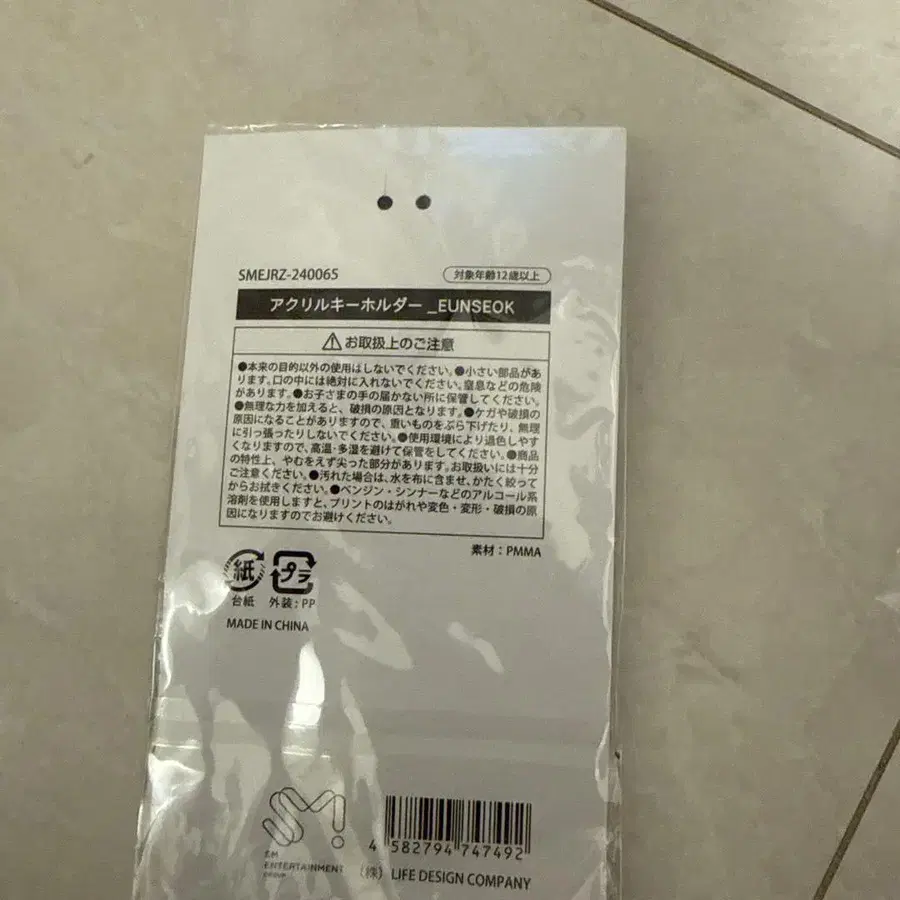 SMEJRZ-240065
対象年齢12歳以上
アクリルキーホルダー _EUNSEOK
⚠お取扱上のご注意
●本来の目的以外の使用はしないでください。●小さい部品があ
ります。口の中には絶対に入れないでください。窒息などの危険
があります。●お子さまの手の届かない所に保管してください。
●無理な力を加えると、破損の原因となります。●ケガや破損の
原因になることがありますので、重いものをぶら下げたり、無理
に引っ張ったりしないでください。●使用環境により退色しやす
くなりますので、高温・多湿を避けて保管をしてください。●商品
の特性上、やむをえず尖った部分があります。お取扱いには十分
ご注意ください。●汚れた場合は、水を布に含ませ、かたく絞って
からお拭きください。●ベンジン・シンナーなどのアルコール系
溶剤を使用しますと、プリントのはがれや変色・変形・破損の原
因になりますのでお避けください。
素材：PMMA
紙 プラ
台紙 外装：PP
MADE IN CHINA
SM!
SM
ENTERTAINMENT
GROUP
4 582794 747492
（株） LIFE DESIGN COMPANY